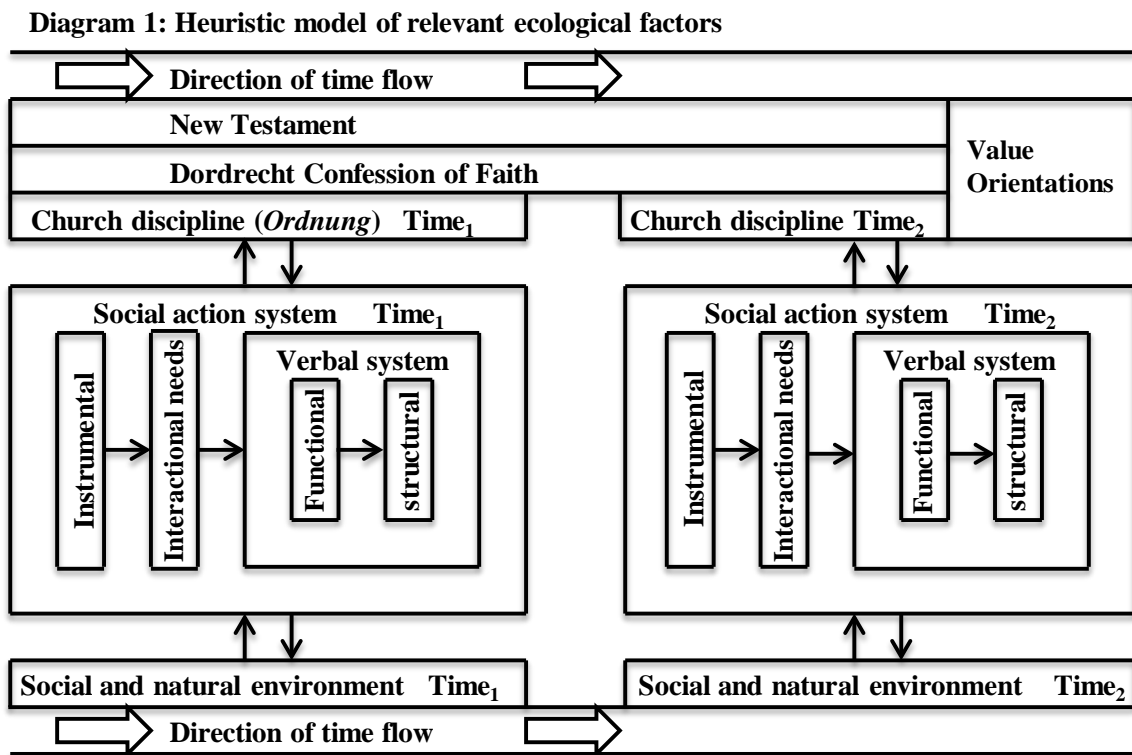 Diagram 1: Heuristic model of relevant ecological factors
Direction of time flow
New Testament
Dordrecht Confession of Faith
Value
Orientations
Church discipline (Ordnung) Time₁
Church discipline Time₂
Social action system Time₁
Instrumental
Interactional needs
Verbal system
Functional
structural
Social action system Time₂
Instrumental
Interactional needs
Verbal system
Functional
structural
Social and natural environment Time₁
Social and natural environment Time₂
Direction of time flow